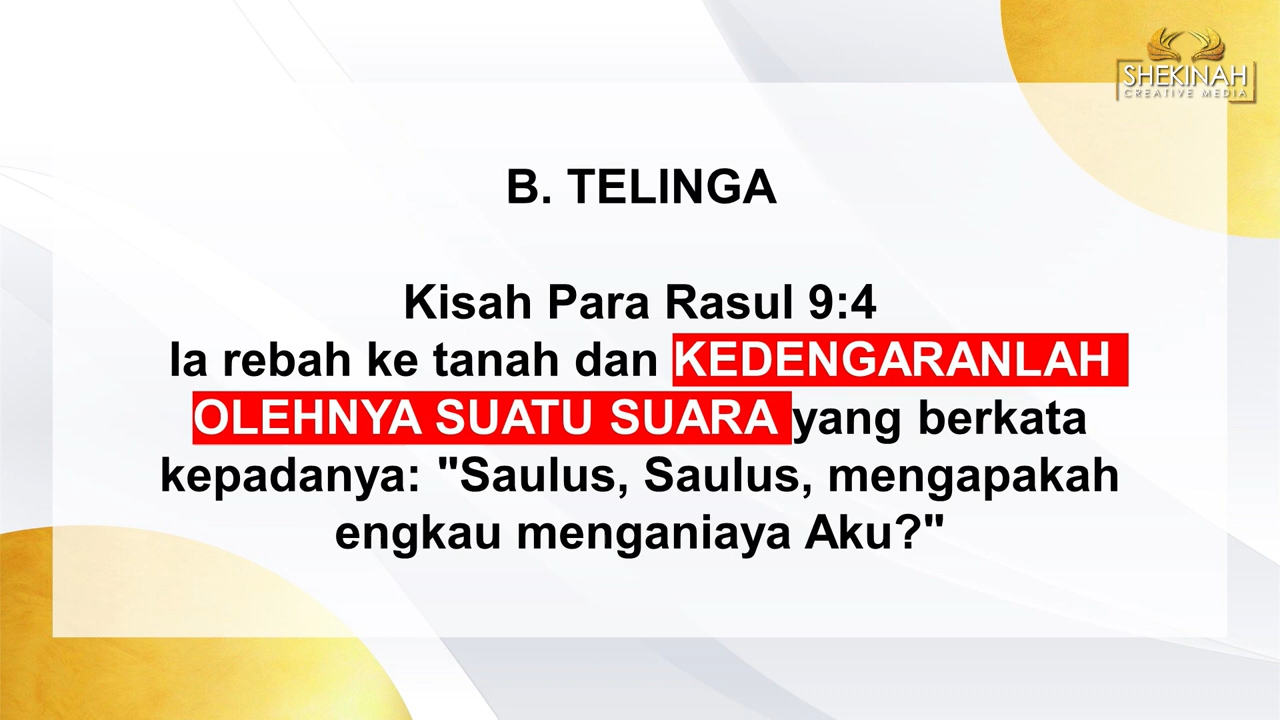 SHEKINAH
CREATIVE MEDIA
B. TELINGA
Kisah Para Rasul 9:4
Ia rebah ke tanah dan KEDENGARANLAH
OLEHNYA SUATU SUARA yang berkata
kepadanya: "Saulus, Saulus, mengapakah
engkau menganiaya Aku?"